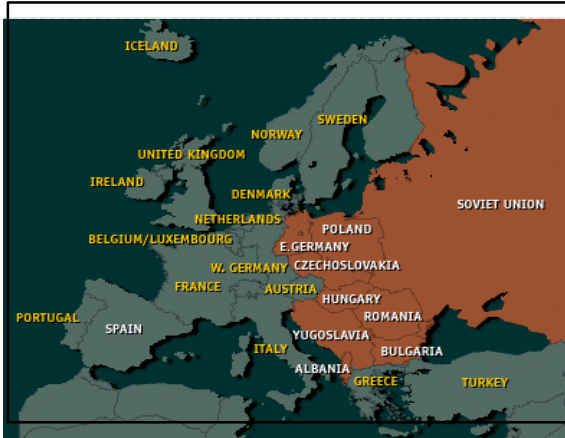 ICELAND
SWEDEN
NORWAY
UNITED KINGDOM
IRELAND
DENMARK
SOVIET UNION
NETHERLANDS
POLAND
BELGIUM/LUXEMBOURG
E.GERMANY
W. GERMANY
CZECHOSLOVAKIA
FRANCE
AUSTRIA
HUNGARY
ROMANIA
PORTUGAL
SPAIN
YUGOSLAVIA
ITALY
BULGARIA
ALBANIA
GREECE
TURKEY